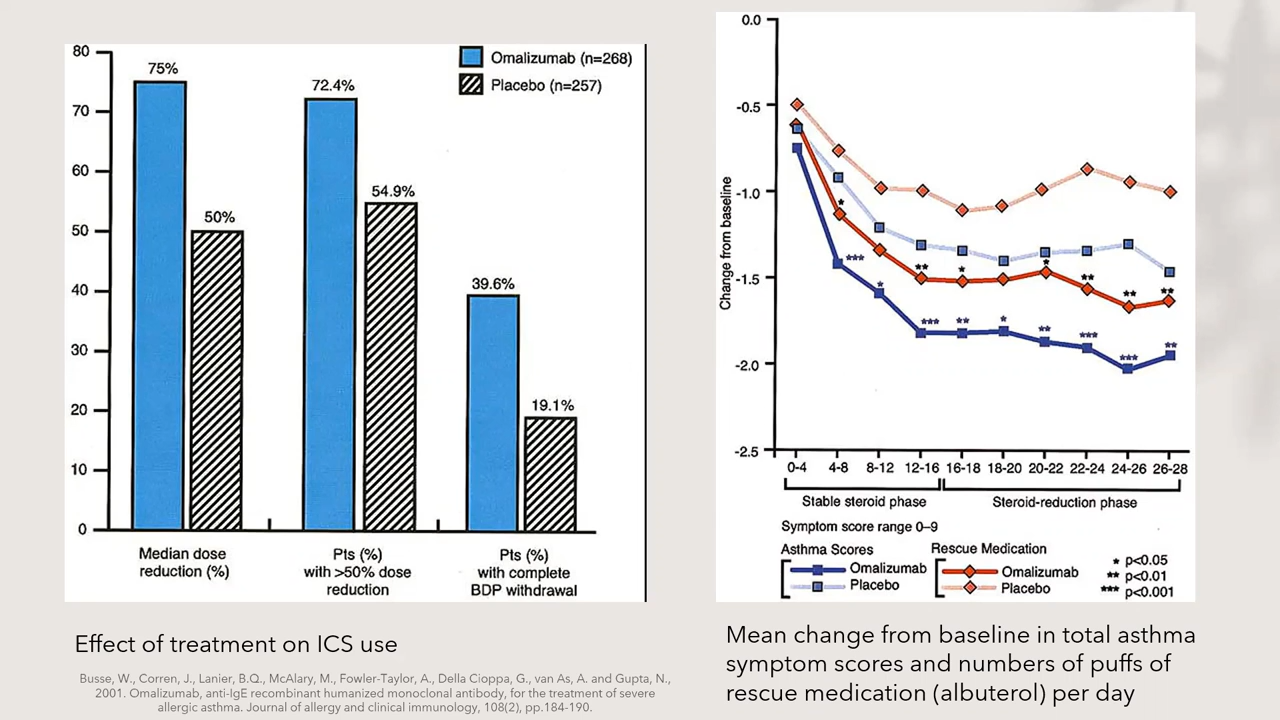 80
70
60
50
40
30
20
10
0
75%
50%
72.4%
54.9%
39.6%
19.1%
Omalizumab (n=268)
Placebo (n=257)
Median dose
reduction (%)
Pts (%)
with >50% dose
reduction
Pts (%)
with complete
BDP withdrawal
Effect of treatment on ICS use
Busse, W., Corren, J., Lanier, B.Q., McAlary, M., Fowler-Taylor, A., Della Cioppa, G., van As, A. and Gupta, N.,
2001. Omalizumab, anti-IgE recombinant humanized monoclonal antibody, for the treatment of severe
allergic asthma. Journal of allergy and clinical immunology, 108(2), pp.184-190.
Change from baseline
0.0
-0.5
-1.0
-1.5
-2.0
-2.5
*
***
*
**
***
*
**
*
*
**
**
***
**
***
**
**
0-4 4-8 8-12 12-16 16-18 18-20 20-22 22-24 24-26 26-28
Stable steroid phase Steroid-reduction phase
Symptom score range 0–9
Asthma Scores
Omalizumab
Placebo
Rescue Medication
Omalizumab
Placebo
* p<0.05
** p<0.01
*** p<0.001
Mean change from baseline in total asthma
symptom scores and numbers of puffs of
rescue medication (albuterol) per day